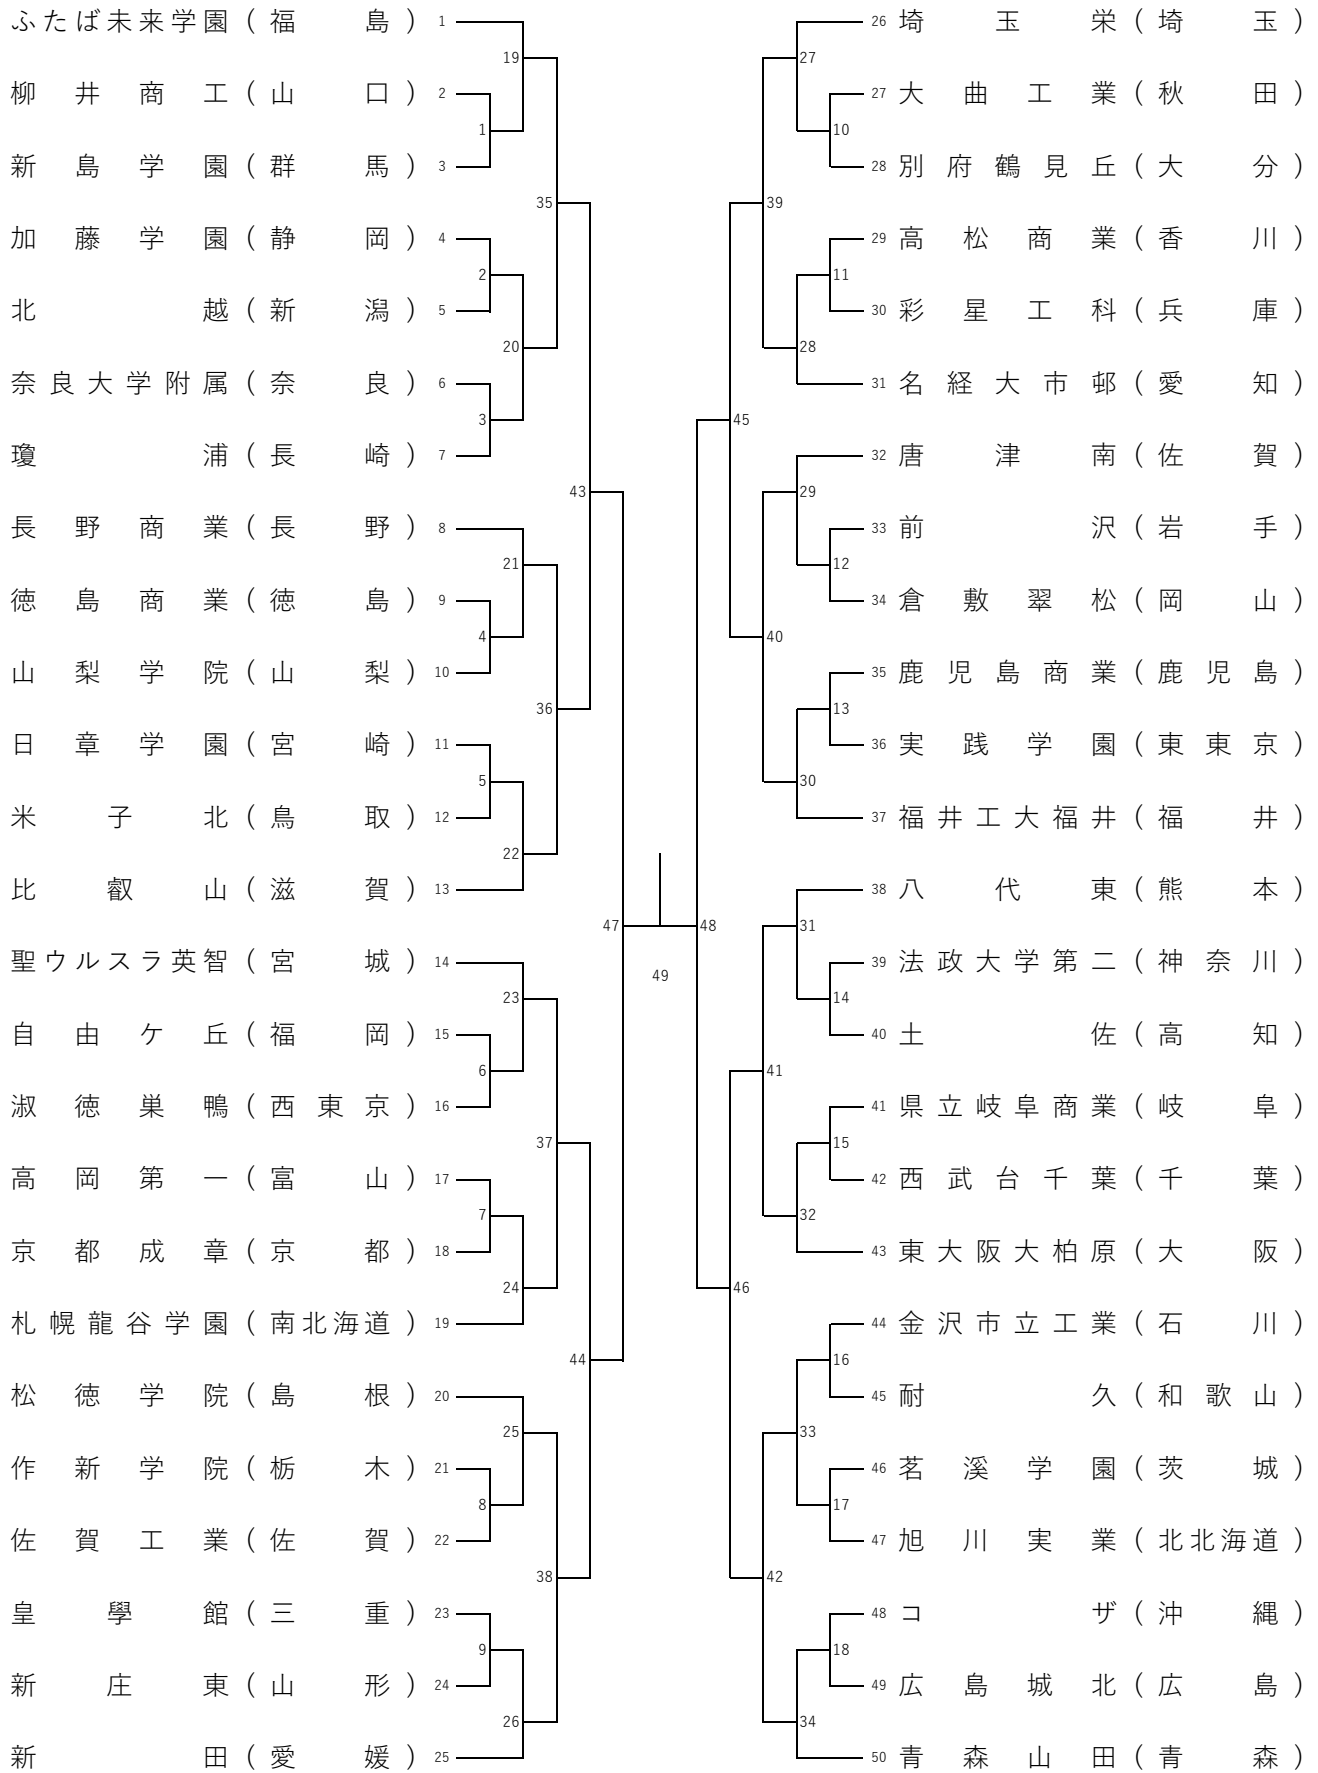 ふたば未来学園(福島) 1
柳井商工(山口) 2
新島学園(群馬) 3
加藤学園(静岡) 4
北越(新潟) 5
奈良大学附属(奈良) 6
瓊浦(長崎) 7
長野商業(長野) 8
徳島商業(徳島) 9
山梨学院(山梨) 10
日章学園(宮崎) 11
米子北(鳥取) 12
比叡山(滋賀) 13
聖ウルスラ英智(宮城) 14
自由ケ丘(福岡) 15
淑徳巣鴨(西東京) 16
高岡第一(富山) 17
京都成章(京都) 18
札幌龍谷学園(南北海道) 19
松徳学院(島根) 20
作新学院(栃木) 21
佐賀工業(佐賀) 22
皇學館(三重) 23
新庄東(山形) 24
新田(愛媛) 25
19
1
35
2
20
3
43
21
4
36
5
22
47
23
6
37
7
24
44
25
8
38
9
26
49
48
27
10
39
11
28
45
29
12
40
13
30
31
14
41
15
32
46
16
33
17
42
18
34
26 埼玉栄(埼玉)
27 大曲工業(秋田)
28 別府鶴見丘(大分)
29 高松商業(香川)
30 彩星工科(兵庫)
31 名経大市邨(愛知)
32 唐津南(佐賀)
33 前沢(岩手)
34 倉敷翠松(岡山)
35 鹿児島商業(鹿児島)
36 実践学園(東東京)
37 福井工大福井(福井)
38 八代東(熊本)
39 法政大学第二(神奈川)
40 土佐(高知)
41 県立岐阜商業(岐阜)
42 西武台千葉(千葉)
43 東大阪大柏原(大阪)
44 金沢市立工業(石川)
45 耐久(和歌山)
46 茗溪学園(茨城)
47 旭川実業(北北海道)
48 コザ(沖縄)
49 広島城北(広島)
50 青森山田(青森)